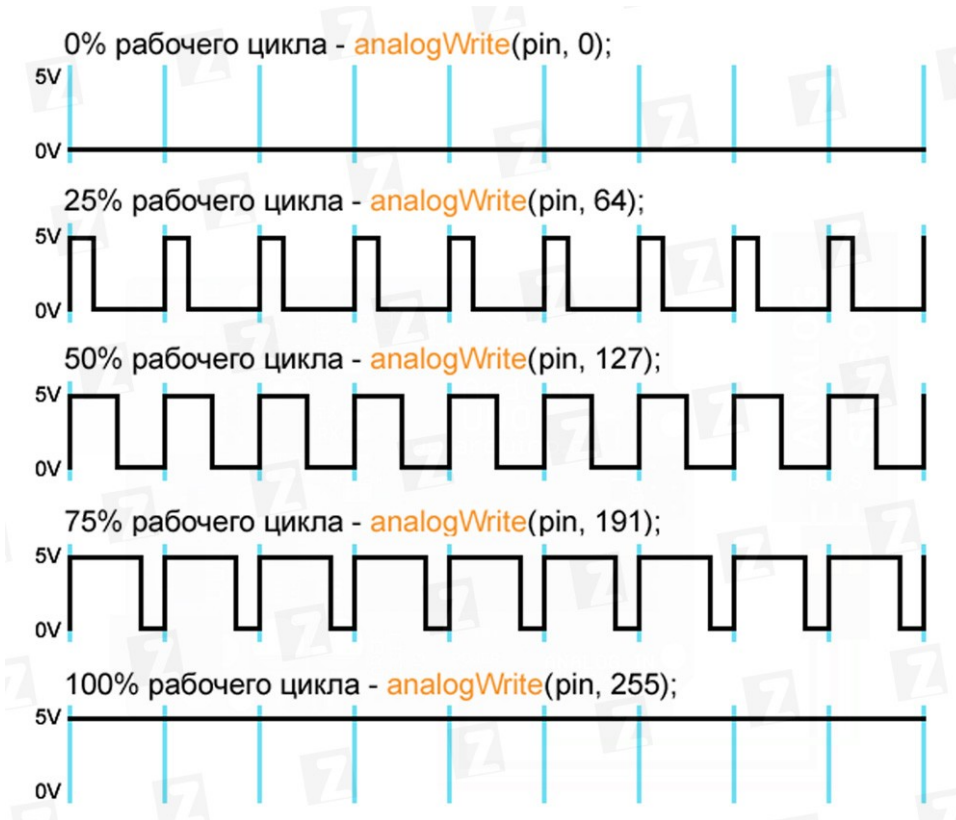 0% рабочего цикла - analogWrite(pin, 0);
5V
0V
25% рабочего цикла - analogWrite(pin, 64);
5V
0V
50% рабочего цикла - analogWrite(pin, 127);
5V
0V
75% рабочего цикла - analogWrite(pin, 191);
5V
0V
100% рабочего цикла - analogWrite(pin, 255);
5V
0V